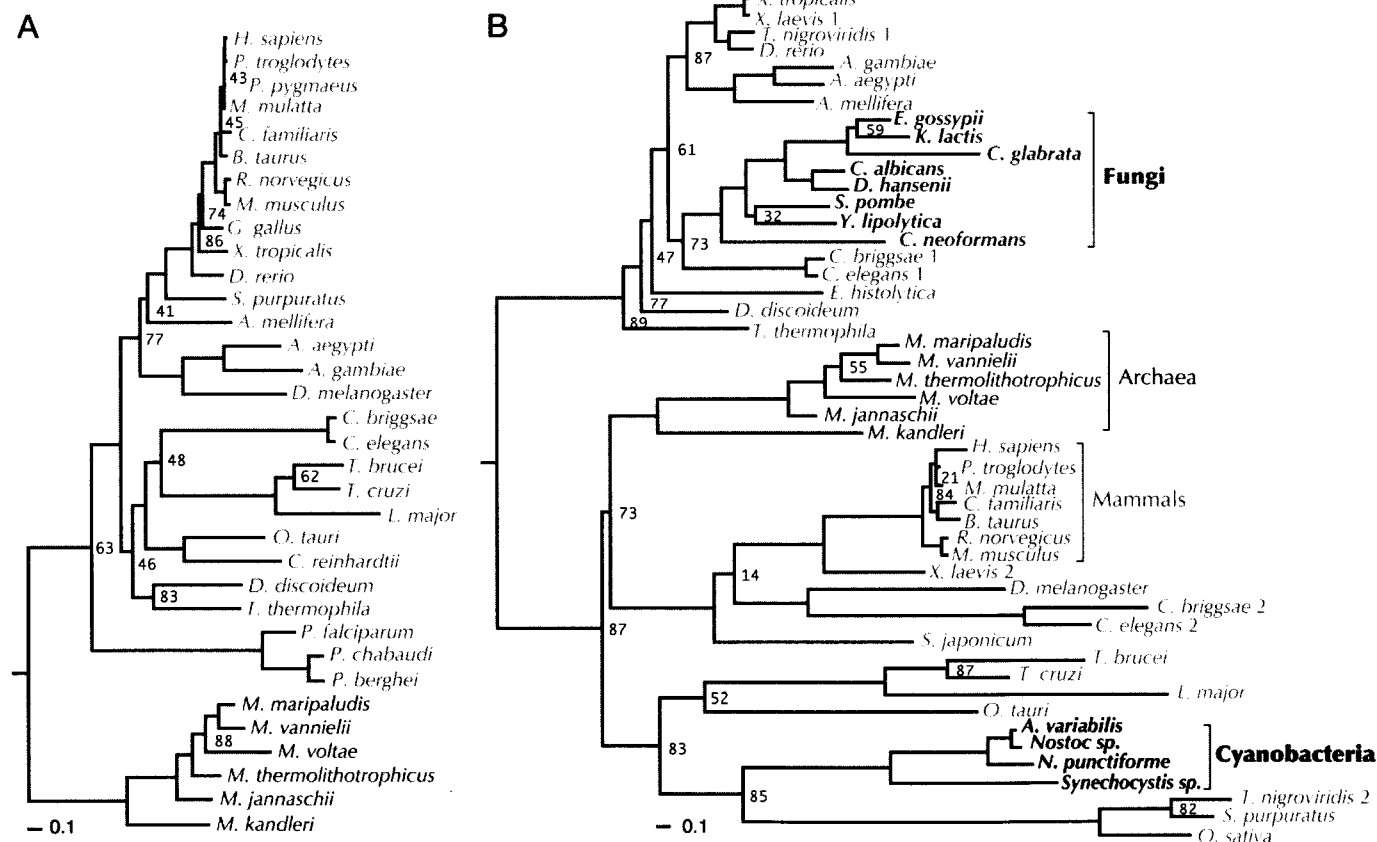 A
H. sapiens
P. troglodytes
43
P. pygmaeus
M. mulatta
45
C. familiaris
B. taurus
R. norvegicus
M. musculus
74
G. gallus
86
X. tropicalis
D. rerio
S. purpuratus
41
A. mellifera
77
A. aegypti
A. gambiae
D. melanogaster
C. briggsae
C. elegans
48
T. brucei
62
T. cruzi
L. major
O. tauri
63
46
C. reinhardtii
D. discoideum
83
T. thermophila
P. falciparum
P. chabaudi
P. berghei
M. maripaludis
M. vannielii
88
M. voltae
M. thermolithotrophicus
M. jannaschii
M. kandleri
0.1
B
X. tropicalis
X. laevis 1
T. nigroviridis 1
D. rerio
87
A. gambiae
A. aegypti
A. mellifera
E. gossypii
59
K. lactis
61
C. glabrata
C. albicans
Fungi
D. hansenii
S. pombe
32
Y. lipolytica
C. neoformans
73
47
C. briggsae 1
C. elegans 1
E. histolytica
77
D. discoideum
89
T. thermophila
M. maripaludis
M. vannielii
55
M. thermolithotrophicus
Archaea
M. voltae
M. jannaschii
M. kandleri
H. sapiens
P. troglodytes
21
M. mulatta
84
C. familiaris
Mammals
B. taurus
73
R. norvegicus
M. musculus
14
X. laevis 2
D. melanogaster
C. briggsae 2
C. elegans 2
87
S. japonicum
T. brucei
87
T. cruzi
L. major
52
O. tauri
A. variabilis
Nostoc sp.
83
N. punctiforme
Cyanobacteria
Synechocystis sp.
85
T. nigroviridis 2
82
S. purpuratus
O. sativa
0.1